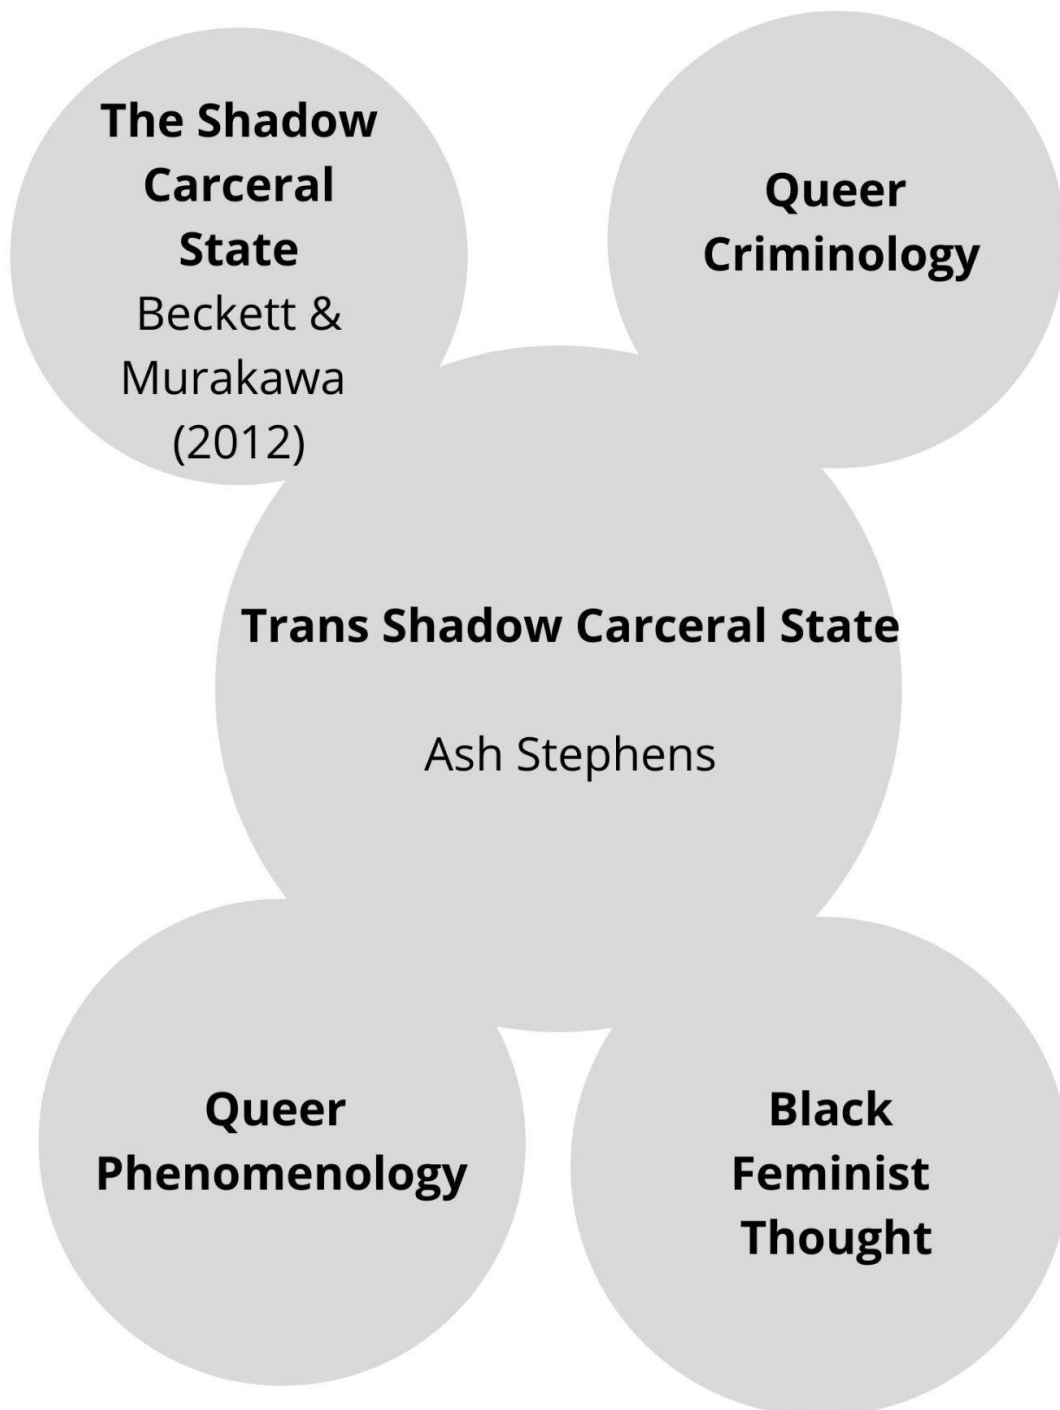 The Shadow
Carceral
State
Beckett &
Murakawa
(2012)
Queer
Criminology
Trans Shadow Carceral State
Ash Stephens
Queer
Phenomenology
Black
Feminist
Thought